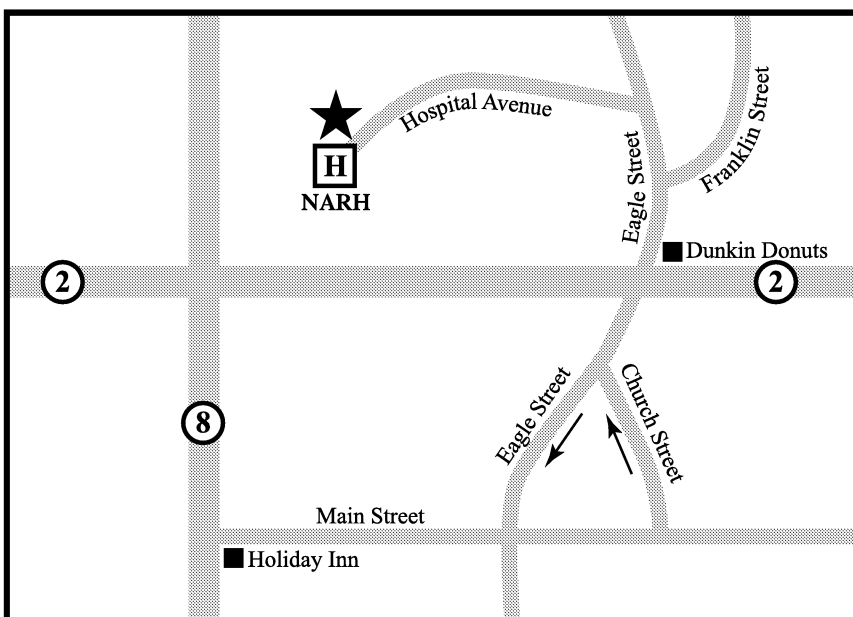 Hospital Avenue
Franklin Street
H
NARH
Eagle Street
Dunkin Donuts
2
2
8
Eagle Street
Church Street
Main Street
Holiday Inn